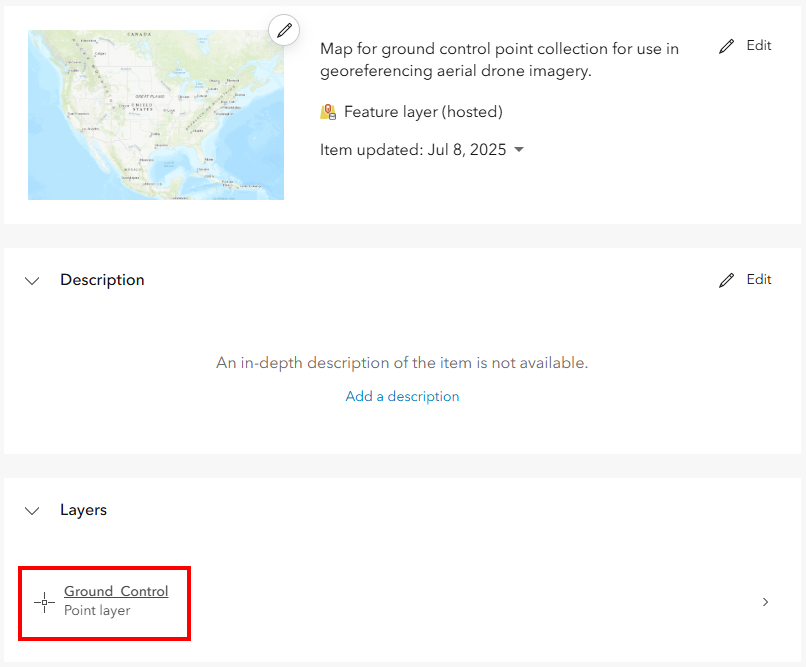 CANADA
GREAT PLAINS
UNITED
STATES
Map for ground control point collection for use in
georeferencing aerial drone imagery.
Edit
Feature layer (hosted)
Item updated: Jul 8, 2025
Description
Edit
An in-depth description of the item is not available.
Add a description
Layers
Ground_Control
Point layer